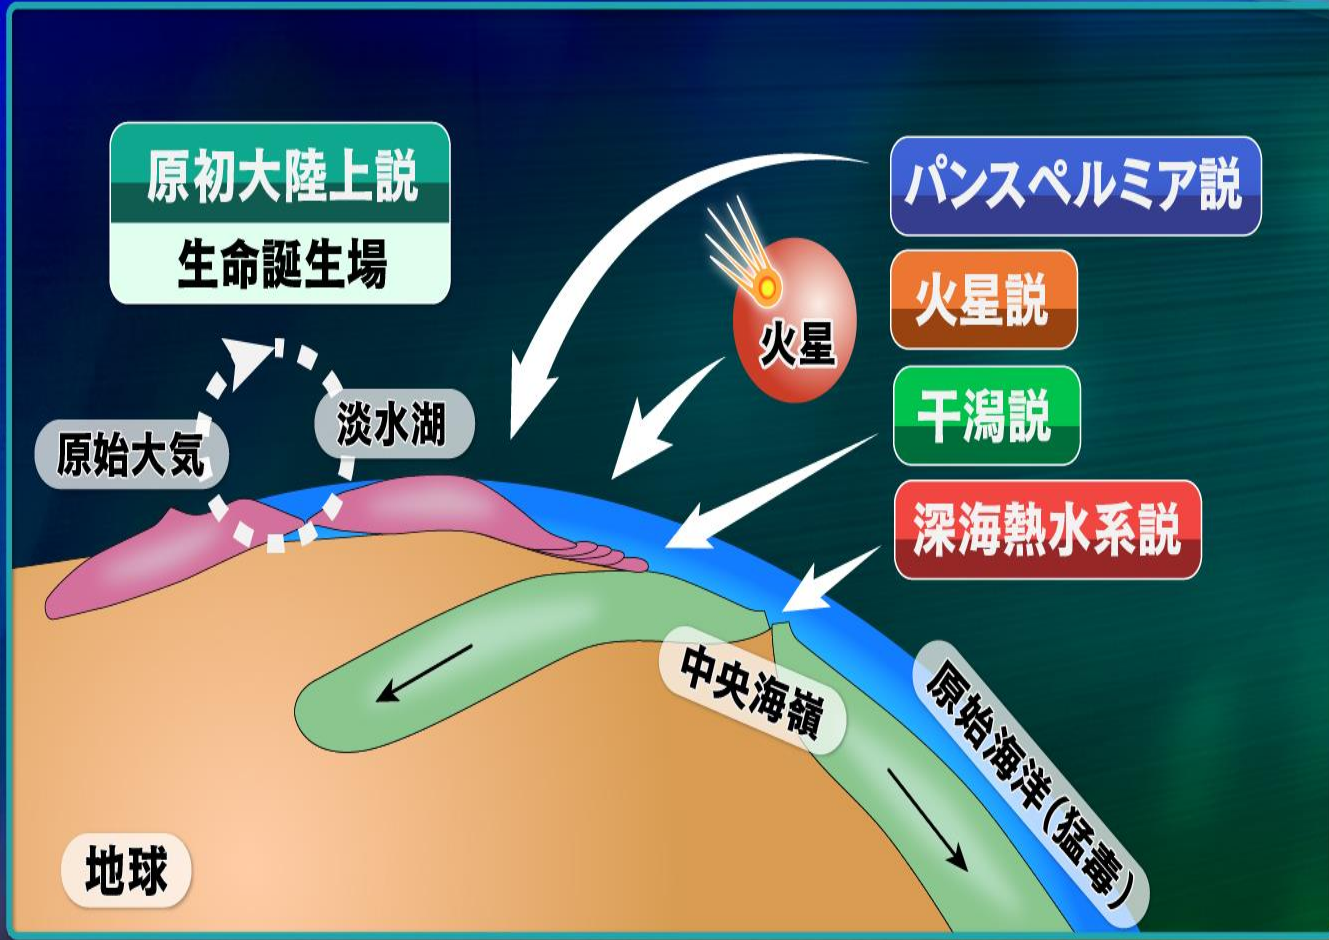 原初大陸上説
生命誕生場
パンスペルミア説
火星説
干潟説
深海熱水系説
火星
淡水湖
原始大気
中央海嶺
原始海洋(猛毒)
地球